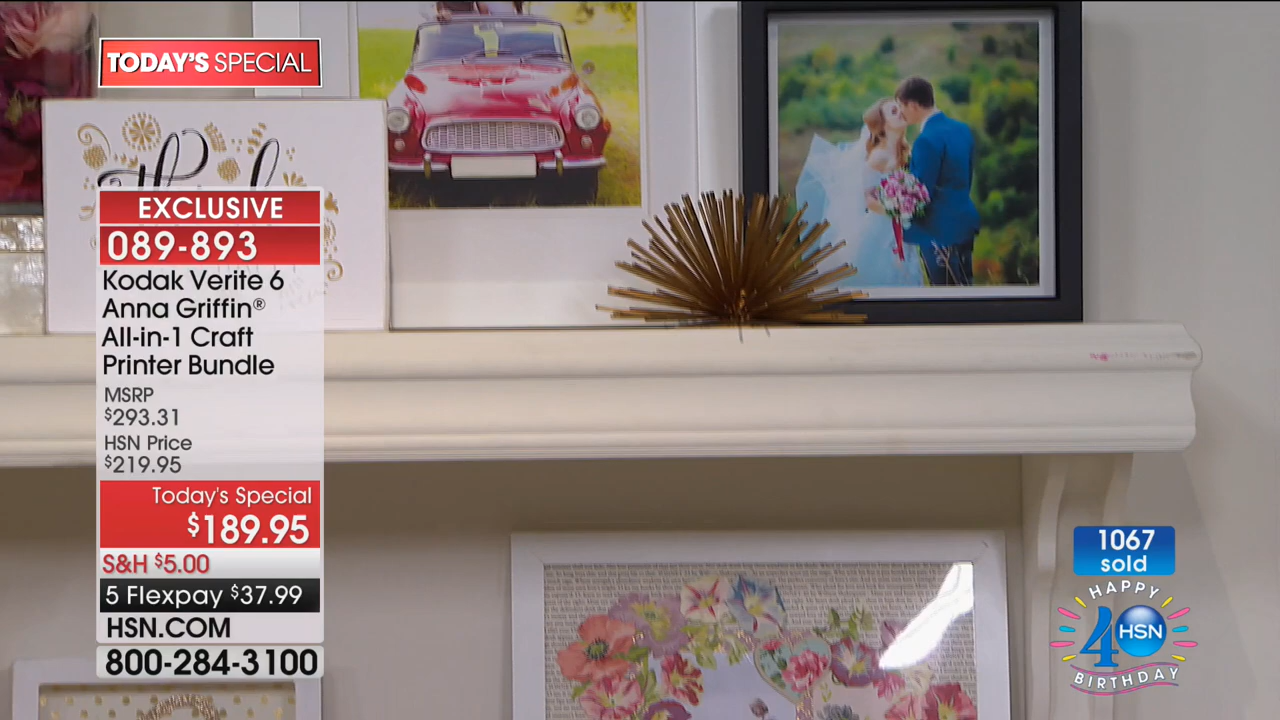 TODAY'S SPECIAL
EXCLUSIVE
089-893
Kodak Verite 6
Anna Griffin®
All-in-1 Craft
Printer Bundle
MSRP
$293.31
HSN Price
$219.95
Today's Special
$189.95
S&H $5.00
5 Flexpay $37.99
HSN.COM
800-284-3100
1067
sold
HAPPY
40 HSN
BIRTHDAY